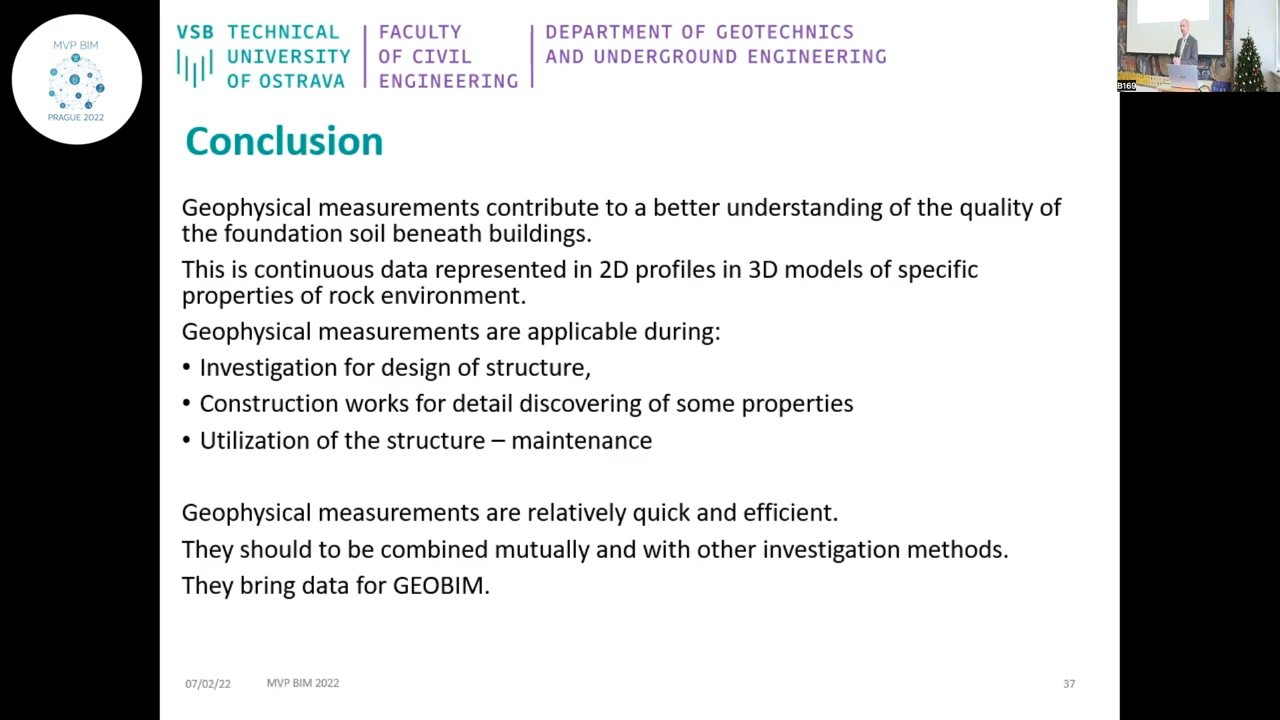 MVP BIM
PRAGUE 2022
VSB TECHNICAL
UNIVERSITY
OF OSTRAVA
FACULTY
OF CIVIL
ENGINEERING
DEPARTMENT OF GEOTECHNICS
AND UNDERGROUND ENGINEERING
B169
Conclusion
Geophysical measurements contribute to a better understanding of the quality of
the foundation soil beneath buildings.
This is continuous data represented in 2D profiles in 3D models of specific
properties of rock environment.
Geophysical measurements are applicable during:
• Investigation for design of structure,
• Construction works for detail discovering of some properties
• Utilization of the structure – maintenance
Geophysical measurements are relatively quick and efficient.
They should to be combined mutually and with other investigation methods.
They bring data for GEOBIM.
07/02/22
MVP BIM 2022
37